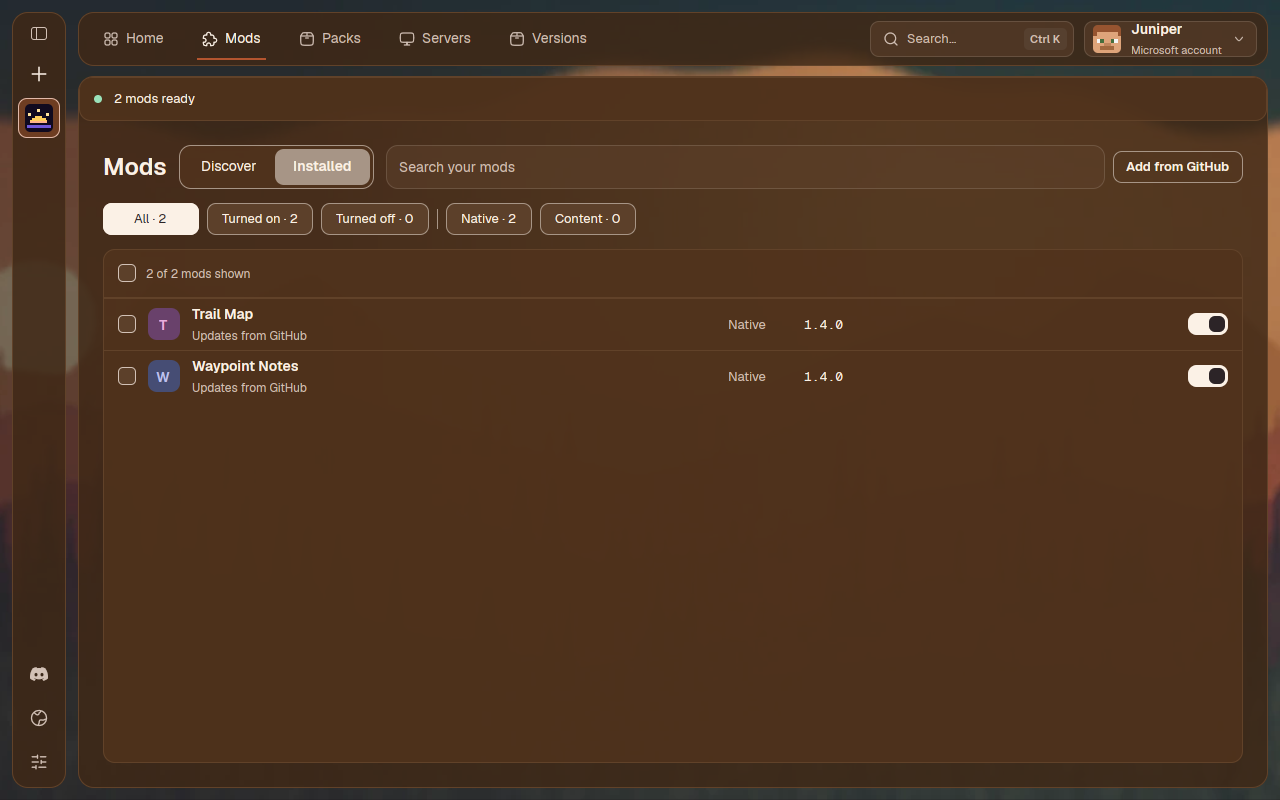 Home
Mods
Packs
Servers
Versions
Search...
Ctrl K
Juniper
Microsoft account
2 mods ready
Mods
Discover
Installed
Search your mods
Add from GitHub
All · 2
Turned on · 2
Turned off · 0
Native · 2
Content · 0
2 of 2 mods shown
T
Trail Map
Updates from GitHub
Native
1.4.0
W
Waypoint Notes
Updates from GitHub
Native
1.4.0